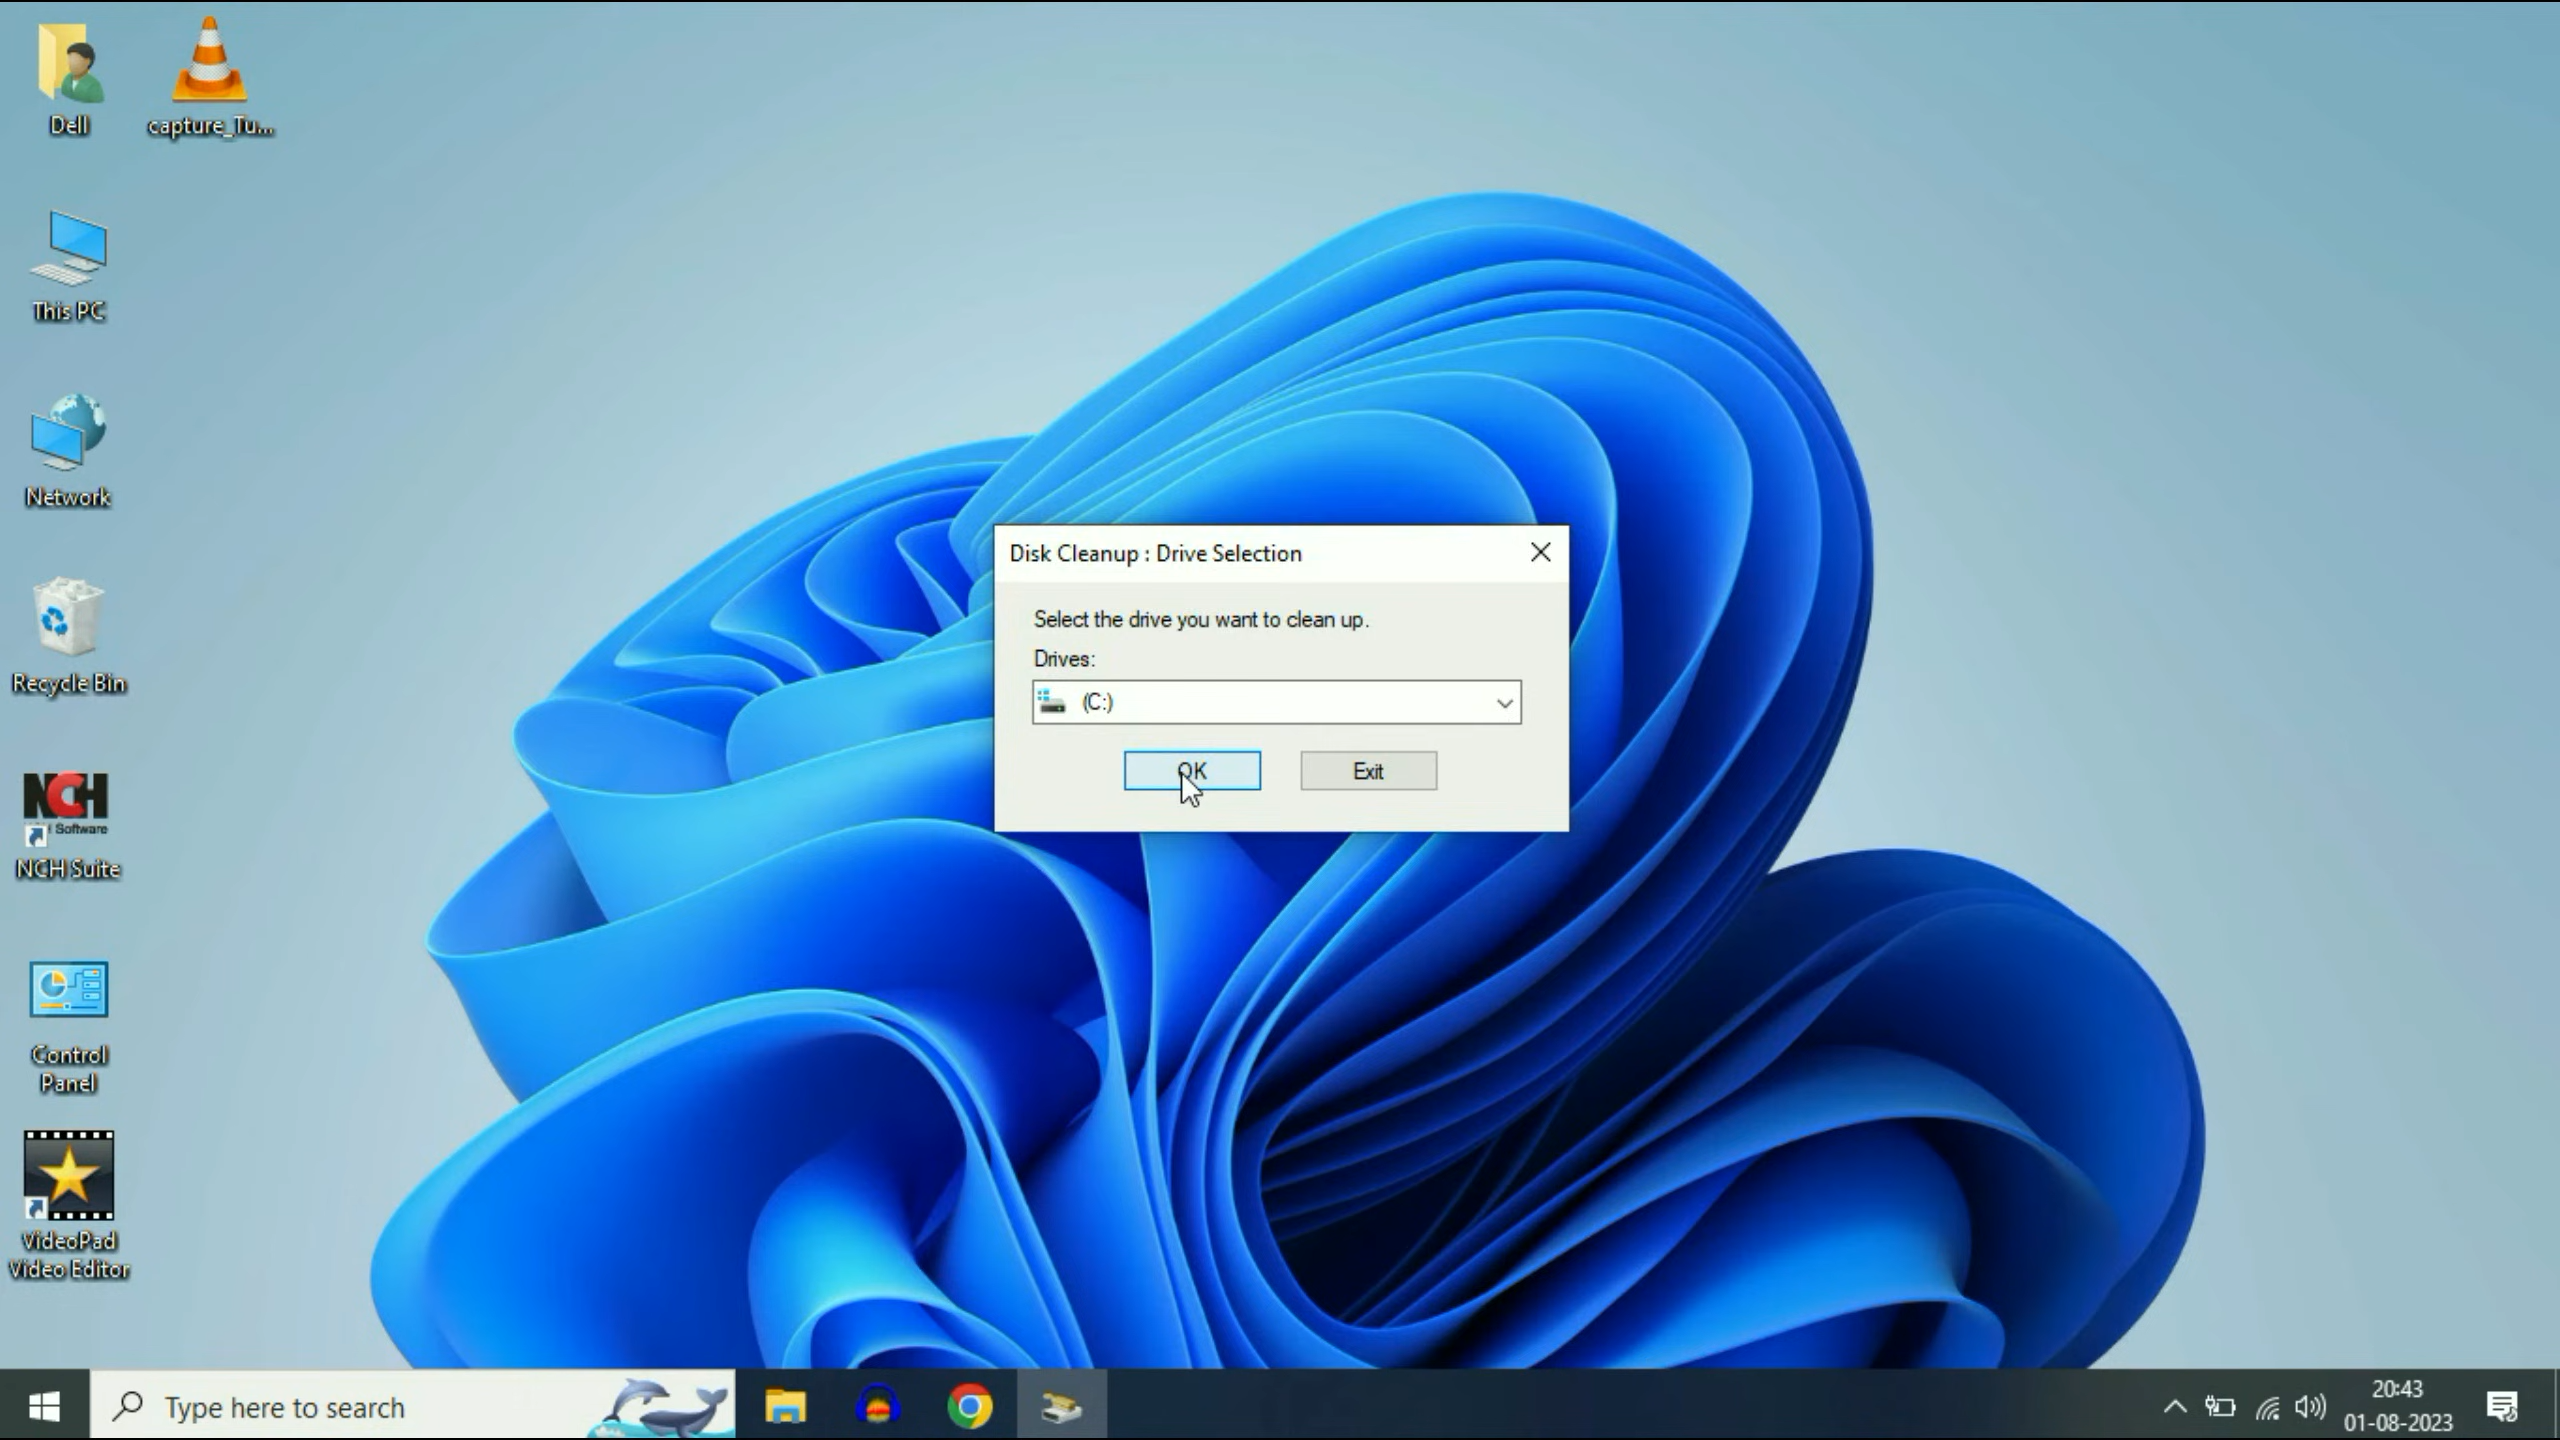 Dell
capture_Tu...
This PC
Network
Recycle Bin
NCH
NCH Software
NCH Suite
Control
Panel
VideoPad
Video Editor
Disk Cleanup : Drive Selection
Select the drive you want to clean up.
Drives:
(C:)
OK
Exit
Type here to search
20:43
01-08-2023